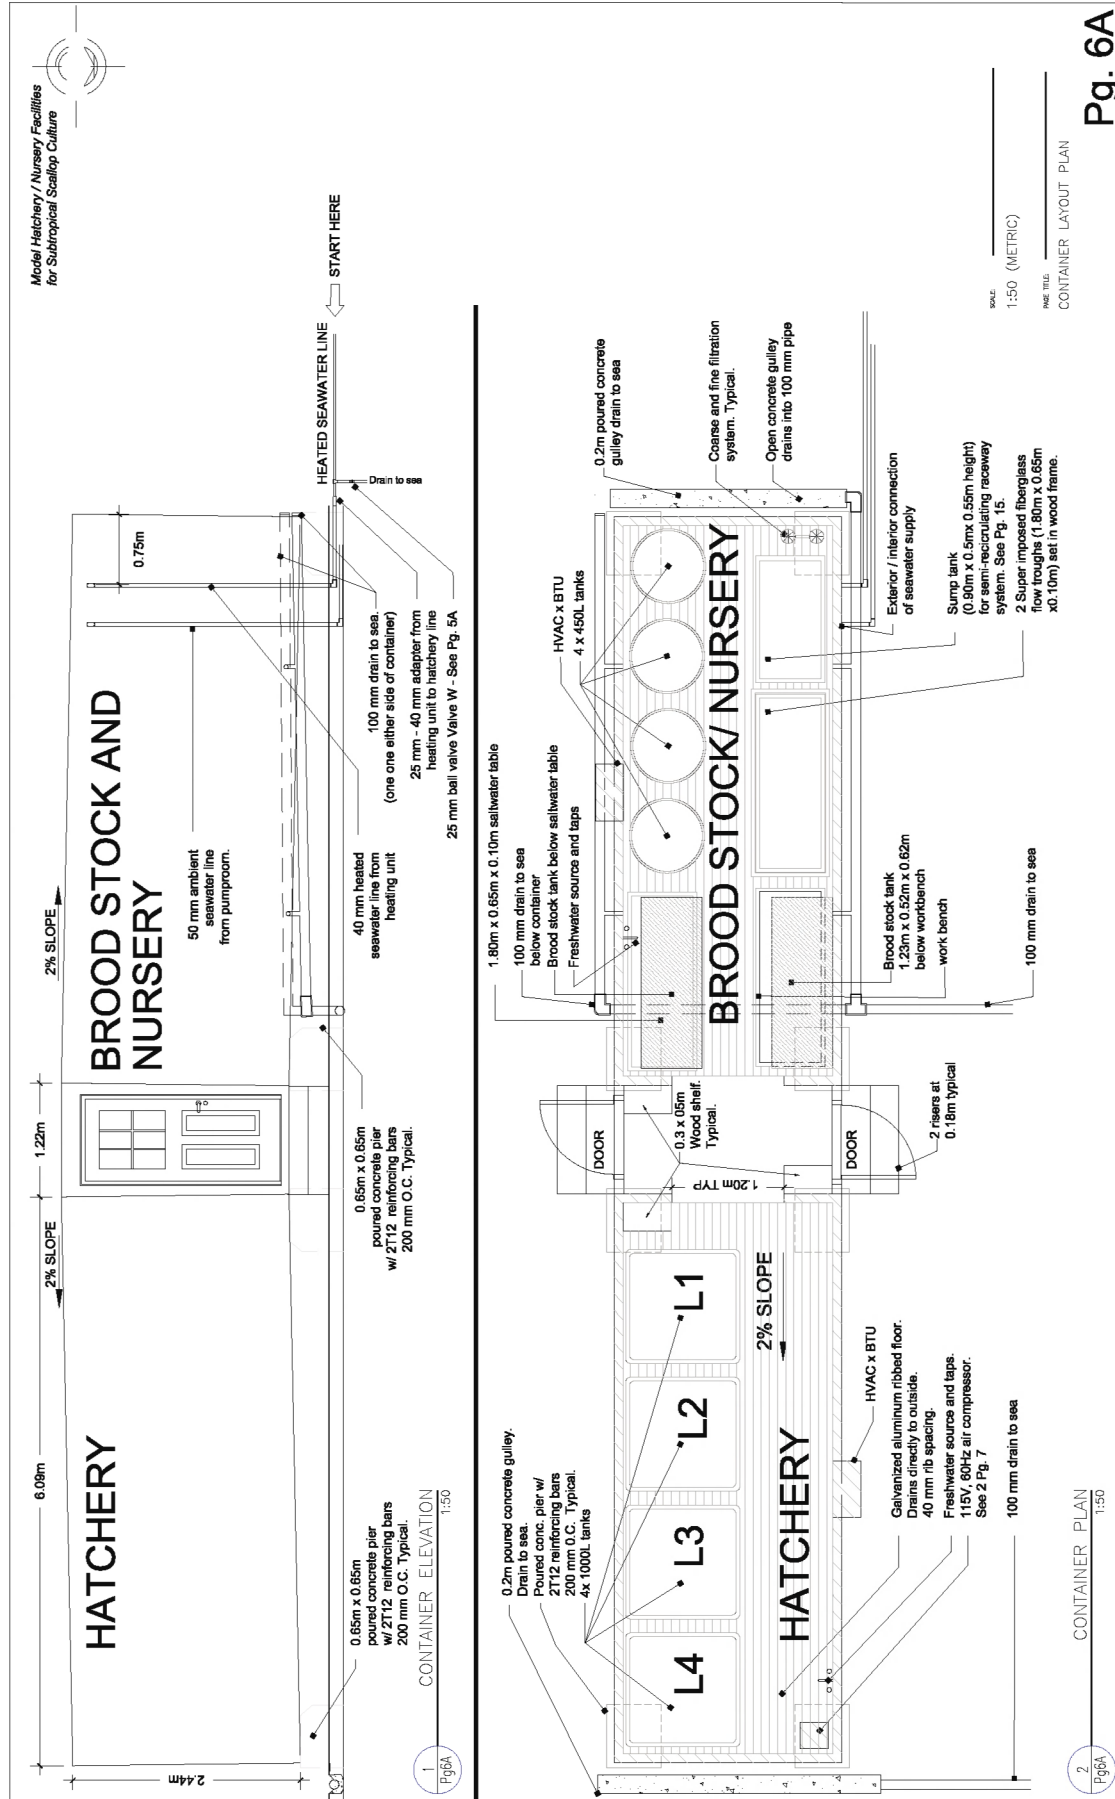 Model Hatchery / Nursery Facilities
for Subtropical Scallop Culture
6.09m
1.22m
2% SLOPE
2% SLOPE
0.75m
2.44m
HATCHERY
BROOD STOCK AND
NURSERY
50 mm ambient
seawater line
from pumproom.
40 mm heated
seawater line from
heating unit
100 mm drain to sea.
(one one either side of container)
25 mm - 40 mm adapter from
heating unit to hatchery line
25 mm ball valve Valve W - See Pg. 5A
HEATED SEAWATER LINE
START HERE
Drain to sea
0.65m x 0.65m
poured concrete pier
w/ 2T12 reinforcing bars
200 mm O.C. Typical.
0.65m x 0.65m
poured concrete pier
w/ 2T12 reinforcing bars
200 mm O.C. Typical.
1
Pg6A
CONTAINER ELEVATION
1:50
0.2m poured concrete gulley.
Drain to sea.
Poured conc. pier w/
2T12 reinforcing bars
200 mm O.C. Typical.
4x 1000L tanks
1.80m x 0.65m x 0.10m saltwater table
100 mm drain to sea
below container
Brood stock tank below saltwater table
Freshwater source and taps
HVAC x BTU
4 x 450L tanks
0.2m poured concrete
gulley drain to sea
Coarse and fine filtration
system. Typical.
Open concrete gulley
drains into 100 mm pipe
L4
L3
L2
L1
HATCHERY
2% SLOPE
DOOR
0.3 x 05m
Wood shelf.
Typical.
1.20m TYP
DOOR
BROOD STOCK/ NURSERY
2 risers at
0.18m typical
HVAC x BTU
Galvanized aluminum ribbed floor.
Drains directly to outside.
40 mm rib spacing.
Freshwater source and taps.
115V, 60Hz air compressor.
See 2 Pg. 7
100 mm drain to sea
Brood stock tank
1.23m x 0.52m x 0.62m
below workbench
work bench
100 mm drain to sea
Exterior / interior connection
of seawater supply
Sump tank
(0.90m x 0.5mx 0.55m height)
for semi-recirculating raceway
system. See Pg. 15.
2 Super imposed fiberglass
flow troughs (1.80m x 0.65m
x0.10m) set in wood frame.
2
Pg6A
CONTAINER PLAN
1:50
SCALE:
1:50 (METRIC)
PAGE TITLE:
CONTAINER LAYOUT PLAN
Pg. 6A